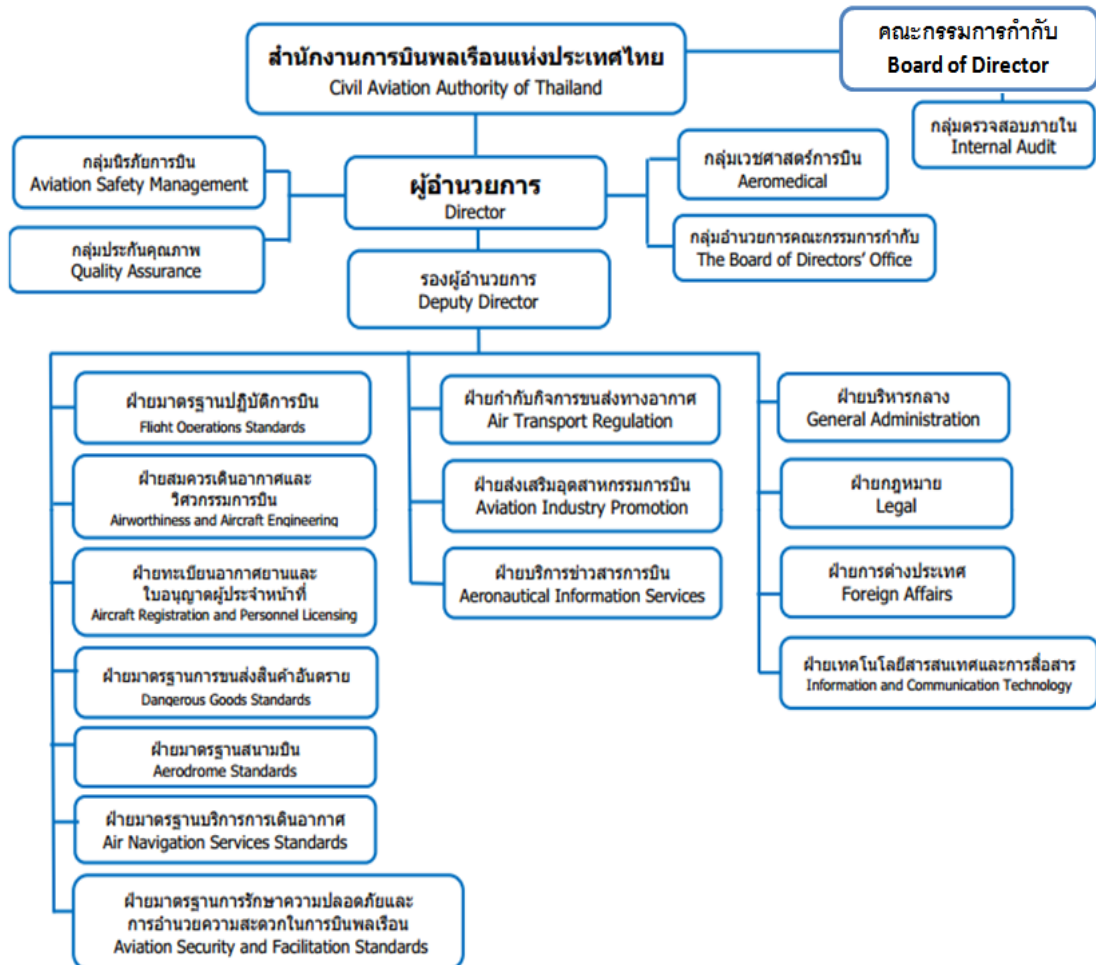 สำนักงานการบินพลเรือนแห่งประเทศไทย
Civil Aviation Authority of Thailand
คณะกรรมการกำกับ
Board of Director
กลุ่มตรวจสอบภายใน
Internal Audit
กลุ่มนิรภัยการบิน
Aviation Safety Management
กลุ่มประกันคุณภาพ
Quality Assurance
ผู้อำนวยการ
Director
กลุ่มเวชศาสตร์การบิน
Aeromedical
กลุ่มอำนวยการคณะกรรมการกำกับ
The Board of Directors’ Office
รองผู้อำนวยการ
Deputy Director
ฝ่ายมาตรฐานปฏิบัติการบิน
Flight Operations Standards
ฝ่ายสมควรเดินอากาศและ
วิศวกรรมการบิน
Airworthiness and Aircraft Engineering
ฝ่ายทะเบียนอากาศยานและ
ใบอนุญาตผู้ประจำหน้าที่
Aircraft Registration and Personnel Licensing
ฝ่ายมาตรฐานการขนส่งสินค้าอันตราย
Dangerous Goods Standards
ฝ่ายมาตรฐานสนามบิน
Aerodrome Standards
ฝ่ายมาตรฐานบริการการเดินอากาศ
Air Navigation Services Standards
ฝ่ายมาตรฐานการรักษาความปลอดภัยและ
การอำนวยความสะดวกในการบินพลเรือน
Aviation Security and Facilitation Standards
ฝ่ายกำกับกิจการขนส่งทางอากาศ
Air Transport Regulation
ฝ่ายส่งเสริมอุตสาหกรรมการบิน
Aviation Industry Promotion
ฝ่ายบริการข่าวสารการบิน
Aeronautical Information Services
ฝ่ายบริหารกลาง
General Administration
ฝ่ายกฎหมาย
Legal
ฝ่ายการต่างประเทศ
Foreign Affairs
ฝ่ายเทคโนโลยีสารสนเทศและการสื่อสาร
Information and Communication Technology